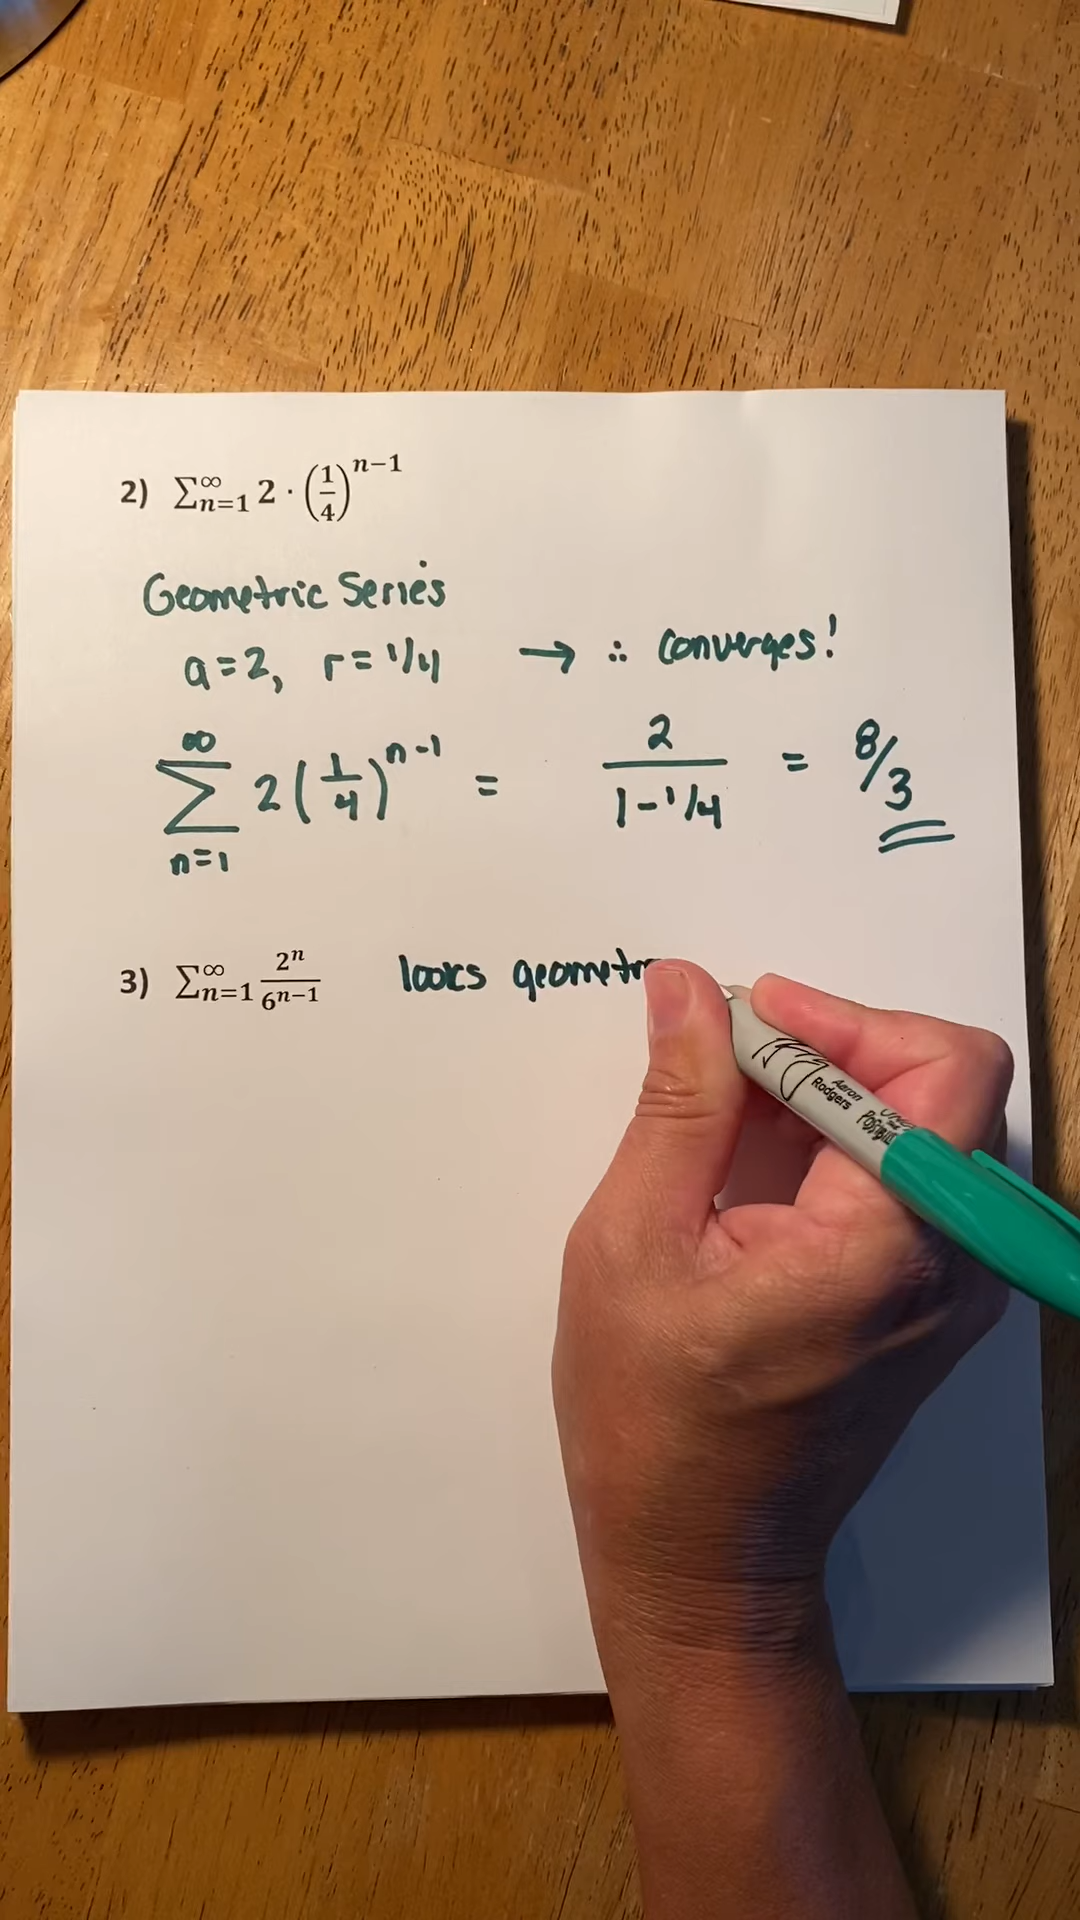 2) ∑∞n=1 2 · (1/4)^n−1
Geometric Series
a=2, r=1/4 → ∴ converges!
∞
∑ 2(1/4)^n-1 = 2/(1-1/4) = 8/3
n=1
3) ∑∞n=1 2^n/6^n−1 looks geometr
Aaron
Rodgers